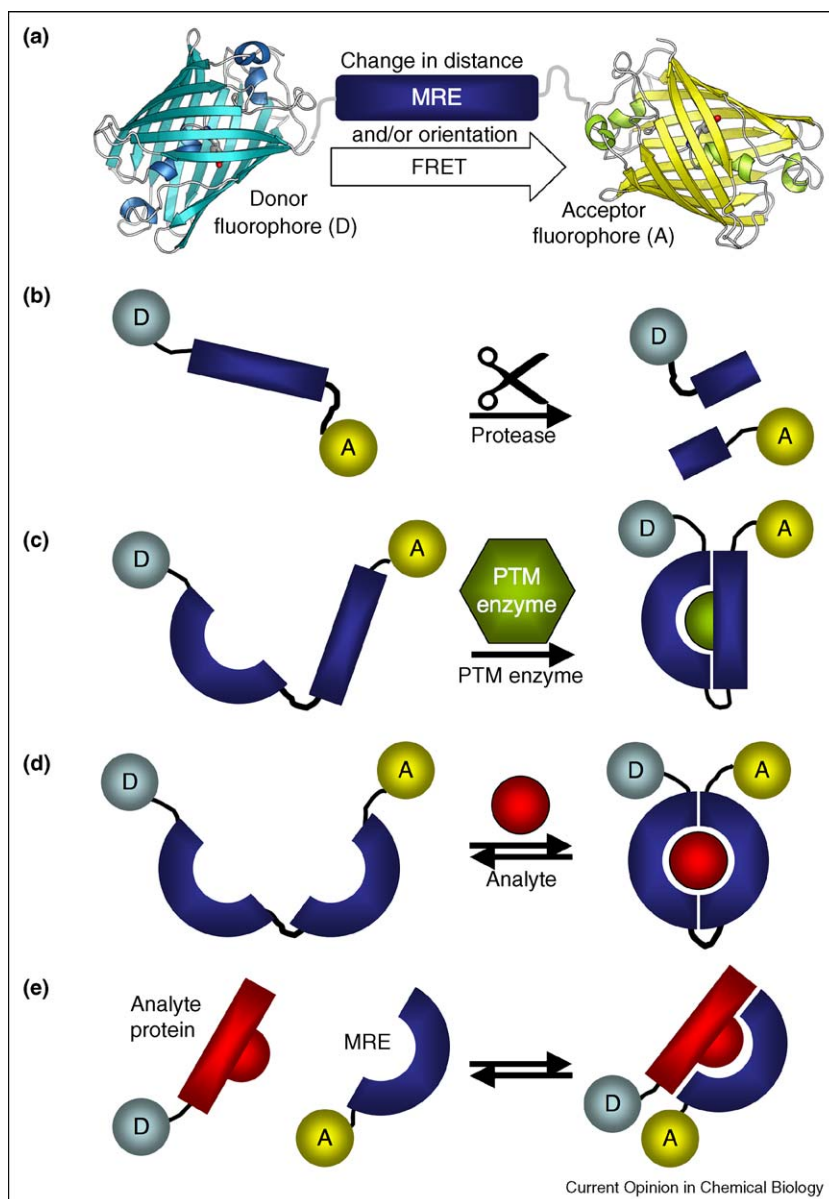 (a)
Change in distance
MRE
and/or orientation
FRET
Donor
fluorophore (D)
Acceptor
fluorophore (A)
(b)
D
A
Protease
D
A
(c)
D
A
PTM
enzyme
PTM enzyme
D
A
(d)
D
A
Analyte
D
A
(e)
Analyte
protein
D
MRE
A
D
A
Current Opinion in Chemical Biology